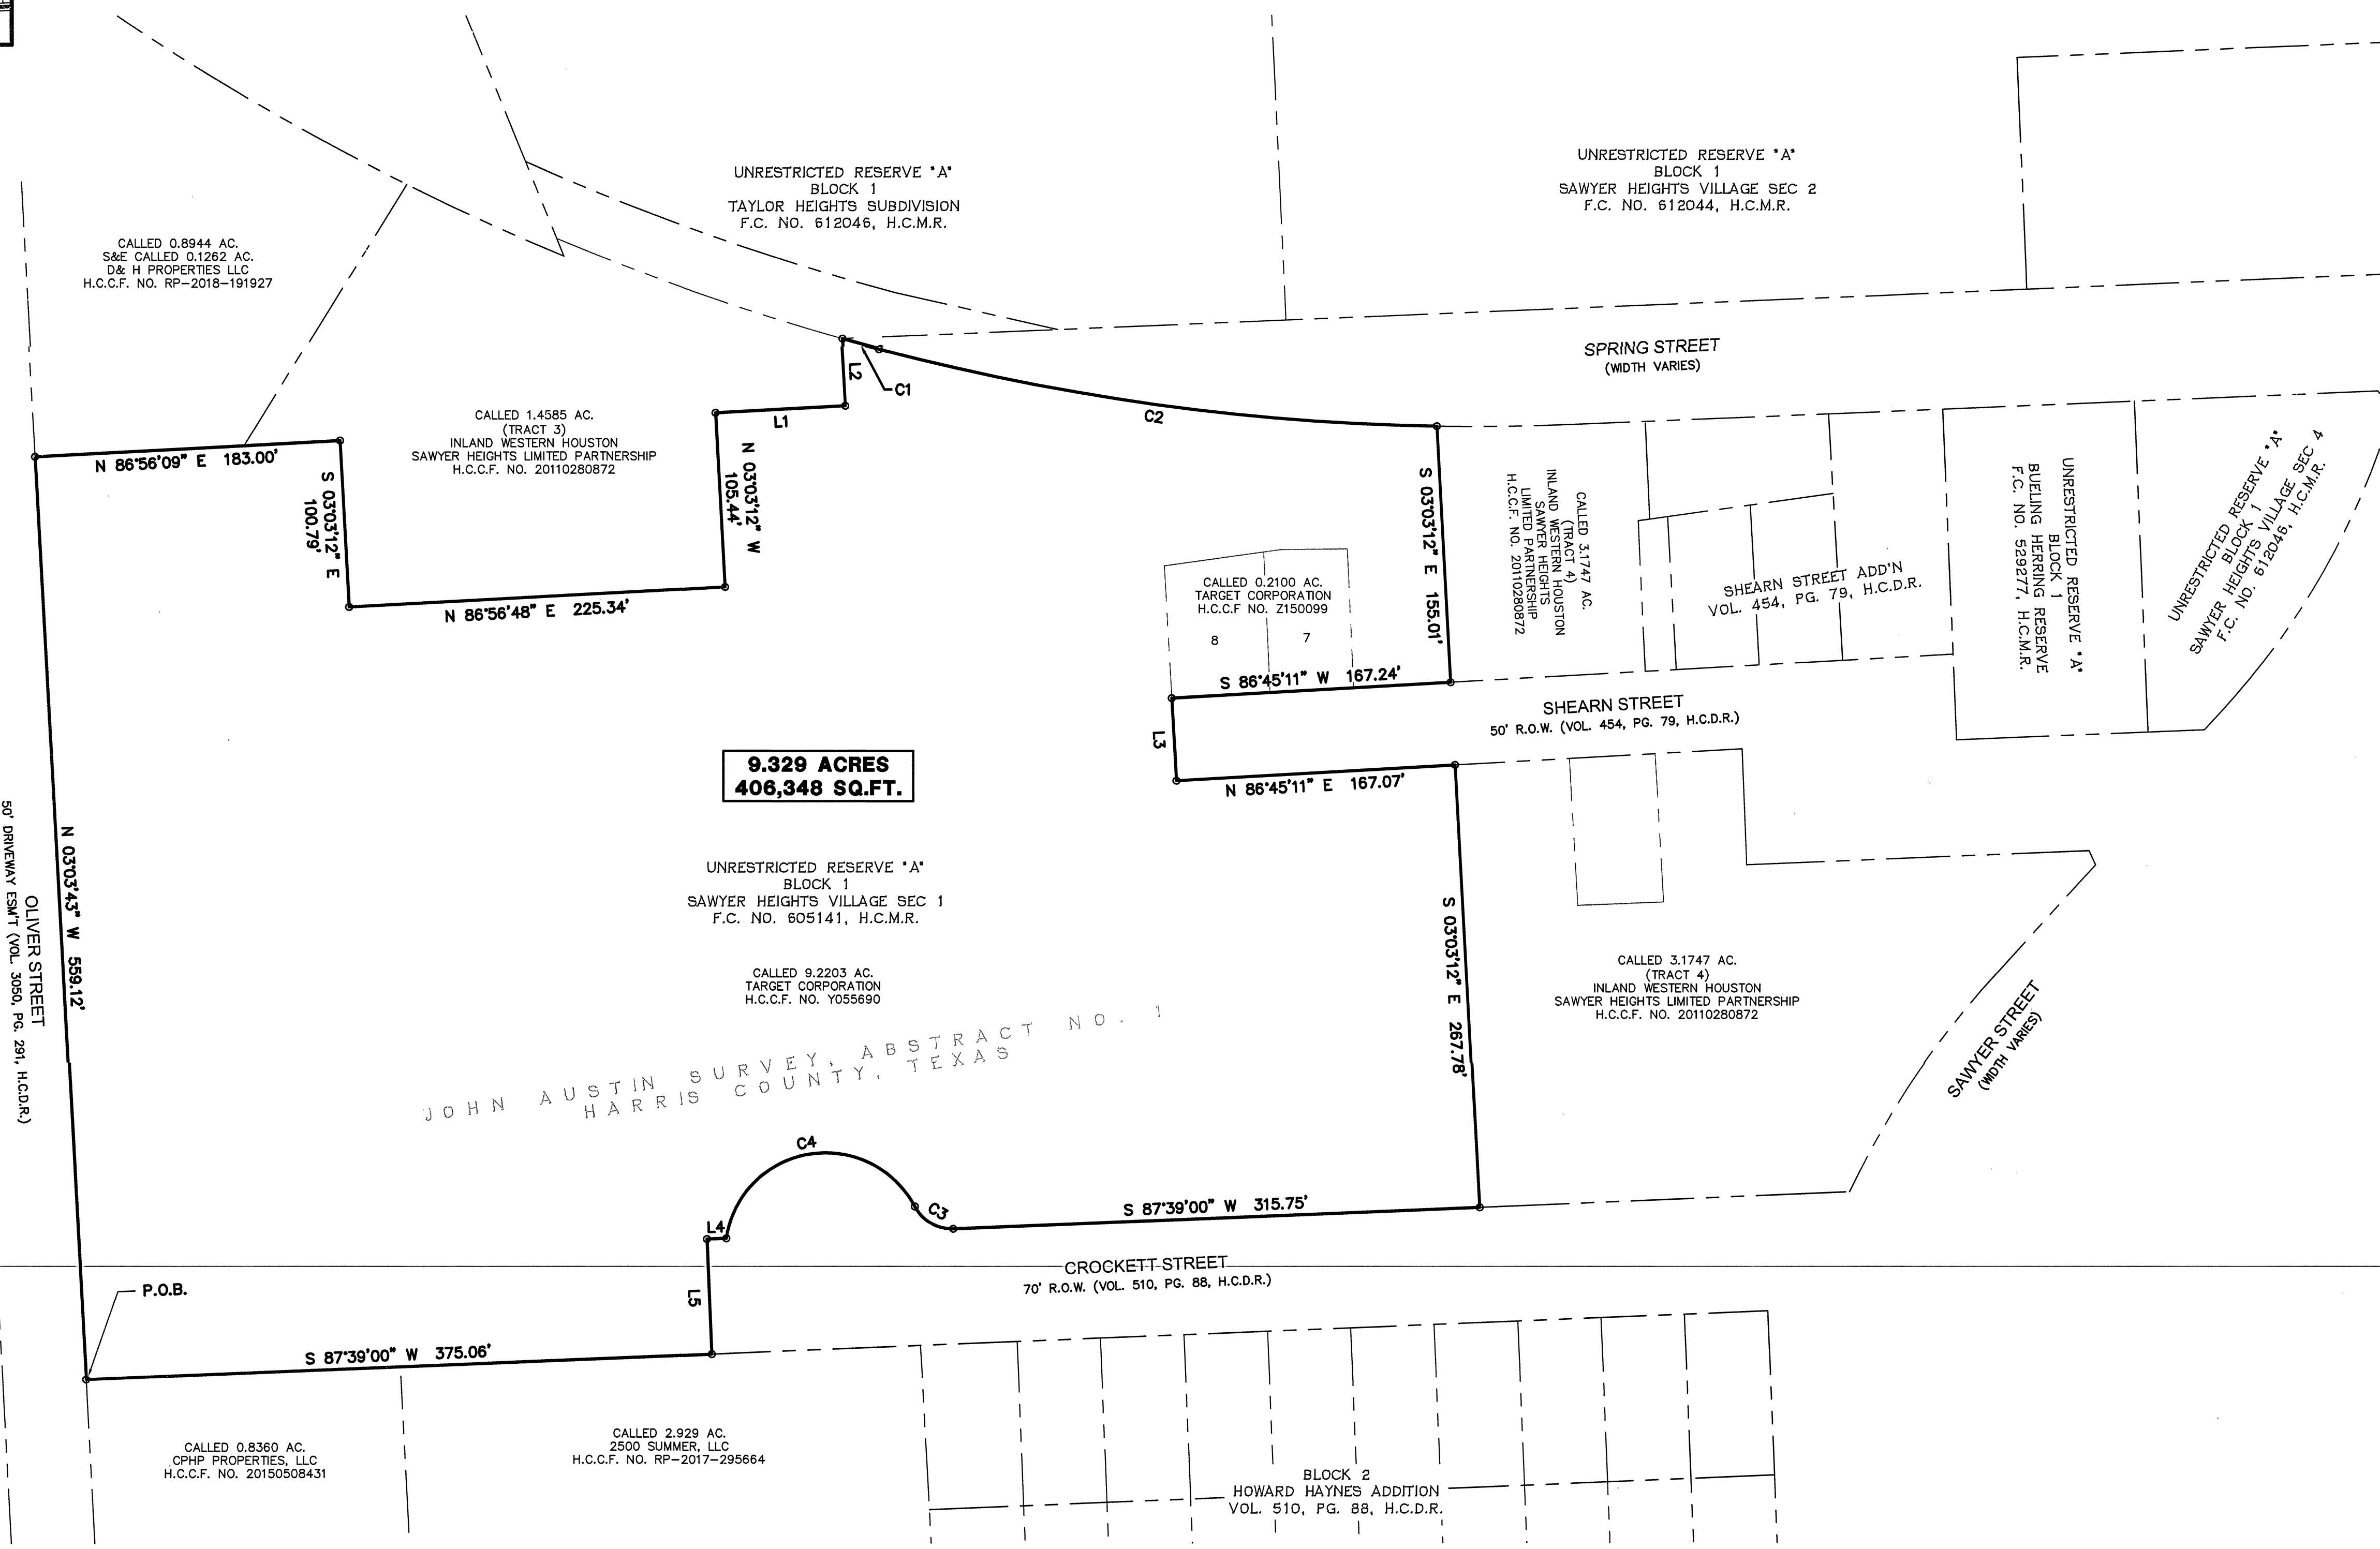 UNRESTRICTED RESERVE "A"
BLOCK 1
TAYLOR HEIGHTS SUBDIVISION
F.C. NO. 612046, H.C.M.R.
UNRESTRICTED RESERVE "A"
BLOCK 1
SAWYER HEIGHTS VILLAGE SEC 2
F.C. NO. 612044, H.C.M.R.
CALLED 0.8944 AC.
S&E CALLED 0.1262 AC.
D& H PROPERTIES LLC
H.C.C.F. NO. RP-2018-191927
SPRING STREET
(WIDTH VARIES)
L2
C1
C2
L1
CALLED 1.4585 AC.
(TRACT 3)
INLAND WESTERN HOUSTON
SAWYER HEIGHTS LIMITED PARTNERSHIP
H.C.C.F. NO. 20110280872
N 86°56'09" E 183.00'
S 03°03'12" E
100.79'
N 86°56'48" E 225.34'
N 03°03'12" W
105.44'
S 03°03'12" E 155.01'
CALLED 3.1747 AC.
(TRACT 4)
INLAND WESTERN HOUSTON
SAWYER HEIGHTS
LIMITED PARTNERSHIP
H.C.C.F. NO. 20110280872
SHEARN STREET ADD'N
VOL. 454, PG. 79, H.C.D.R.
UNRESTRICTED RESERVE "A"
BLOCK 1
BUELING HERRING RESERVE
F.C. NO. 529277, H.C.M.R.
UNRESTRICTED RESERVE "A"
BLOCK 1
SAWYER HEIGHTS VILLAGE SEC 4
F.C. NO. 612046, H.C.M.R.
CALLED 0.2100 AC.
TARGET CORPORATION
H.C.C.F NO. Z150099
8
7
S 86°45'11" W 167.24'
L3
N 86°45'11" E 167.07'
SHEARN STREET
50' R.O.W. (VOL. 454, PG. 79, H.C.D.R.)
9.329 ACRES
406,348 SQ.FT.
UNRESTRICTED RESERVE "A"
BLOCK 1
SAWYER HEIGHTS VILLAGE SEC 1
F.C. NO. 605141, H.C.M.R.
CALLED 9.2203 AC.
TARGET CORPORATION
H.C.C.F. NO. Y055690
JOHN AUSTIN SURVEY, ABSTRACT NO. 1
HARRIS COUNTY, TEXAS
N 03°03'43" W 559.12'
OLIVER STREET
50' DRIVEWAY ESM'T (VOL. 3050, PG. 291, H.C.D.R.)
S 03°03'12" E 267.78'
CALLED 3.1747 AC.
(TRACT 4)
INLAND WESTERN HOUSTON
SAWYER HEIGHTS LIMITED PARTNERSHIP
H.C.C.F. NO. 20110280872
SAWYER STREET
(WIDTH VARIES)
C4
C3
L4
L5
S 87°39'00" W 315.75'
CROCKETT STREET
70' R.O.W. (VOL. 510, PG. 88, H.C.D.R.)
P.O.B.
S 87°39'00" W 375.06'
CALLED 0.8360 AC.
CPHP PROPERTIES, LLC
H.C.C.F. NO. 20150508431
CALLED 2.929 AC.
2500 SUMMER, LLC
H.C.C.F. NO. RP-2017-295664
BLOCK 2
HOWARD HAYNES ADDITION
VOL. 510, PG. 88, H.C.D.R.